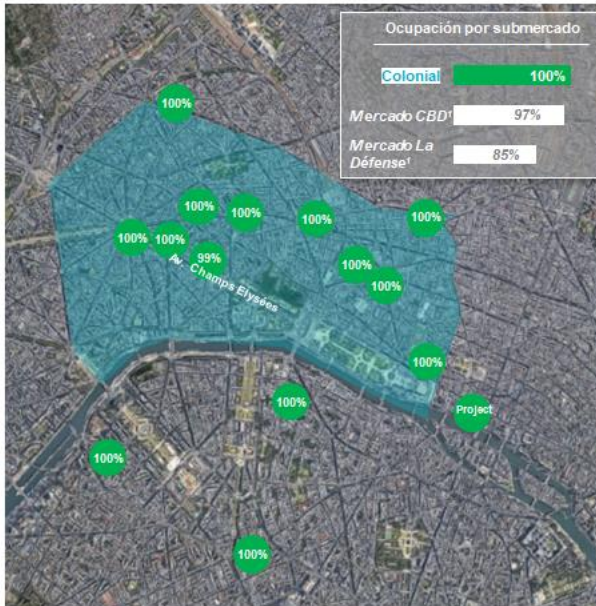 Ocupación por submercado
Colonial 100%
Mercado CBD¹ 97%
Mercado La
Défense¹ 85%
100%
100%
100%
100%
100%
100%
100%
99%
100%
100%
Av. Champs Elysées
100%
100%
Project
100%
100%